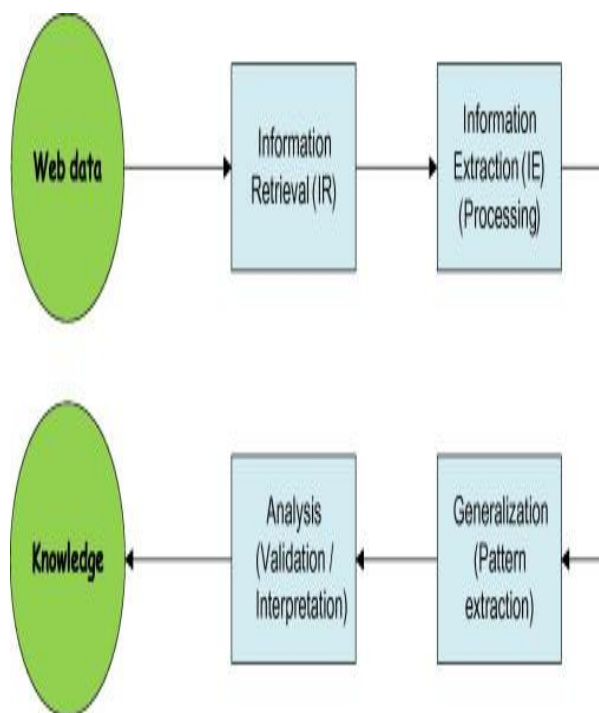 Web data
Information
Retrieval (IR)
Information
Extraction (IE)
(Processing)
Generalization
(Pattern
extraction)
Analysis
(Validation /
Interpretation)
Knowledge